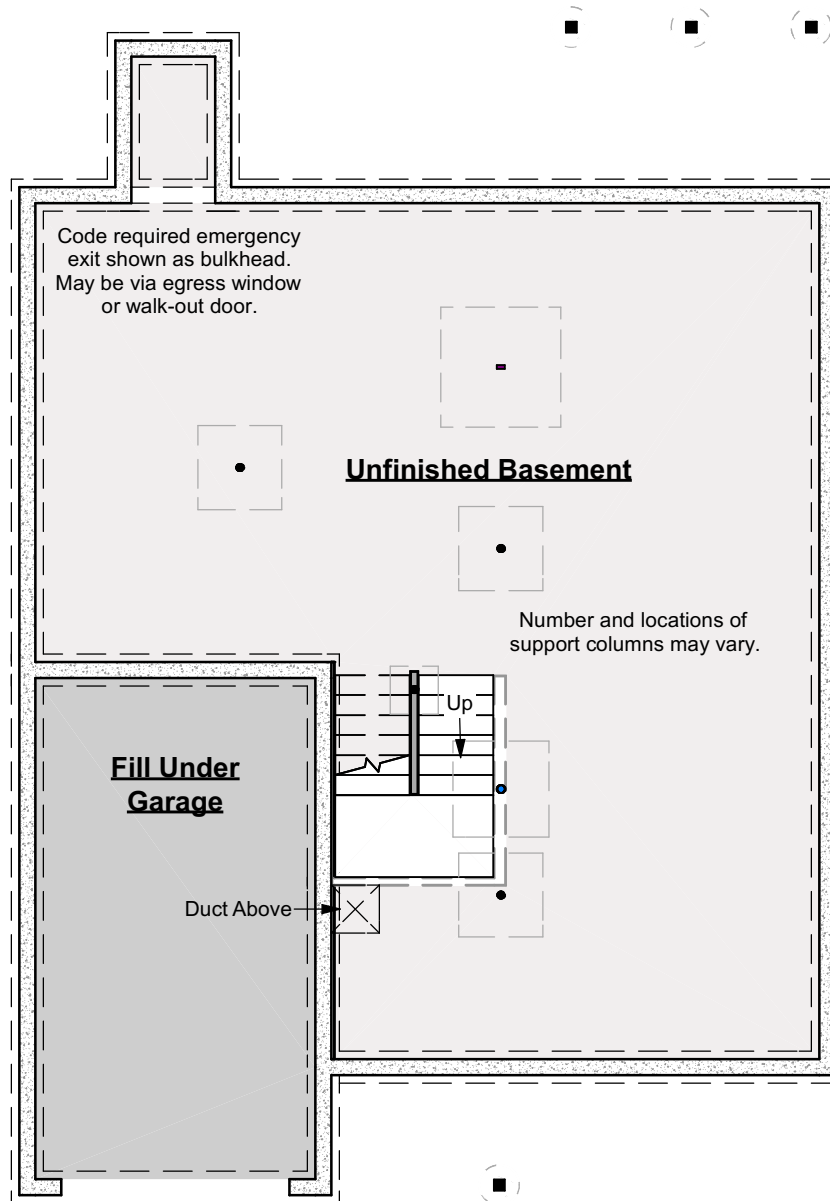 Code required emergency
exit shown as bulkhead.
May be via egress window
or walk-out door.
Unfinished Basement
Number and locations of
support columns may vary.
Up
Fill Under
Garage
Duct Above